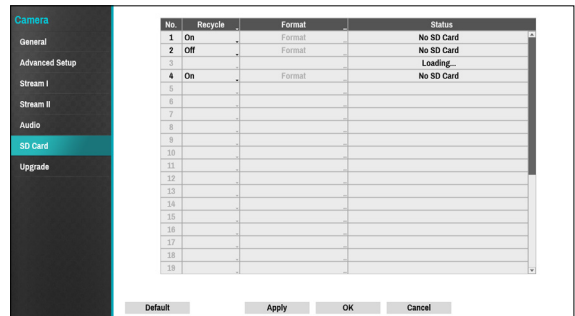 Camera
General
Advanced Setup
Stream I
Stream II
Audio
SD Card
Upgrade
No. Recycle Format Status
1 On Format No SD Card
2 Off Format No SD Card
3 Loading...
4 On Format No SD Card
5
6
7
8
9
10
11
12
13
14
15
16
17
18
19
Default Apply OK Cancel